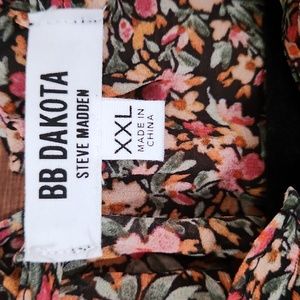 BB DAKOTA
STEVE MADDEN
XXL
MADE IN
CHINA